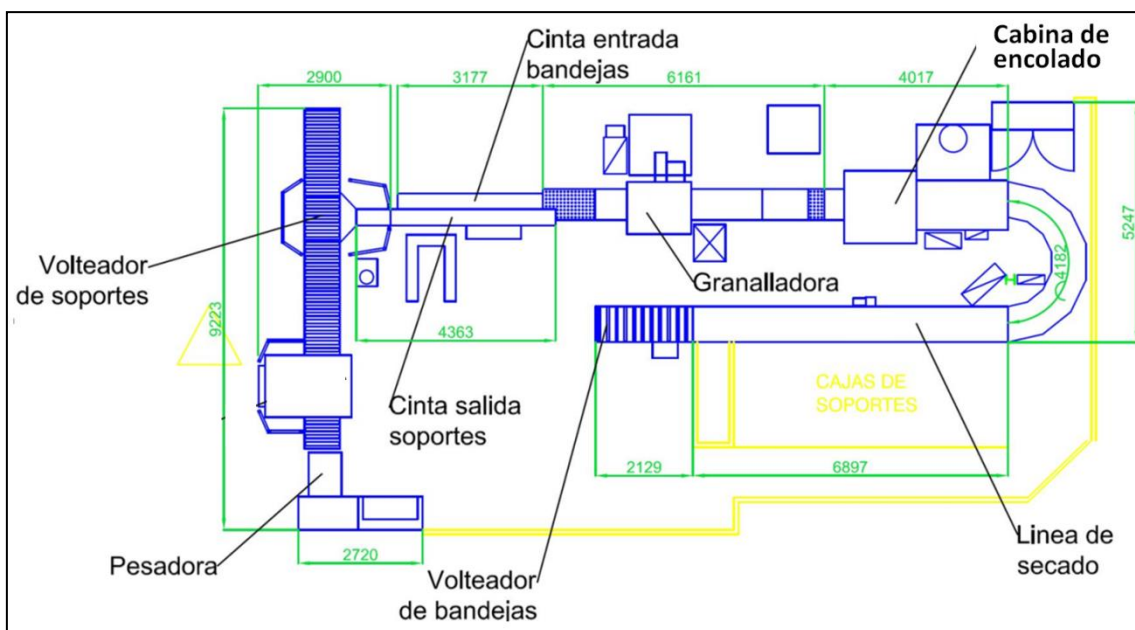 Cinta entrada
bandejas
Cabina de
encolado
2900
3177
6161
4017
5247
4182
Volteador
de soportes
Granalladora
9223
4363
Cinta salida
soportes
CAJAS DE
SOPORTES
2129
6897
Pesadora
2720
Volteador
de bandejas
Linea de
secado